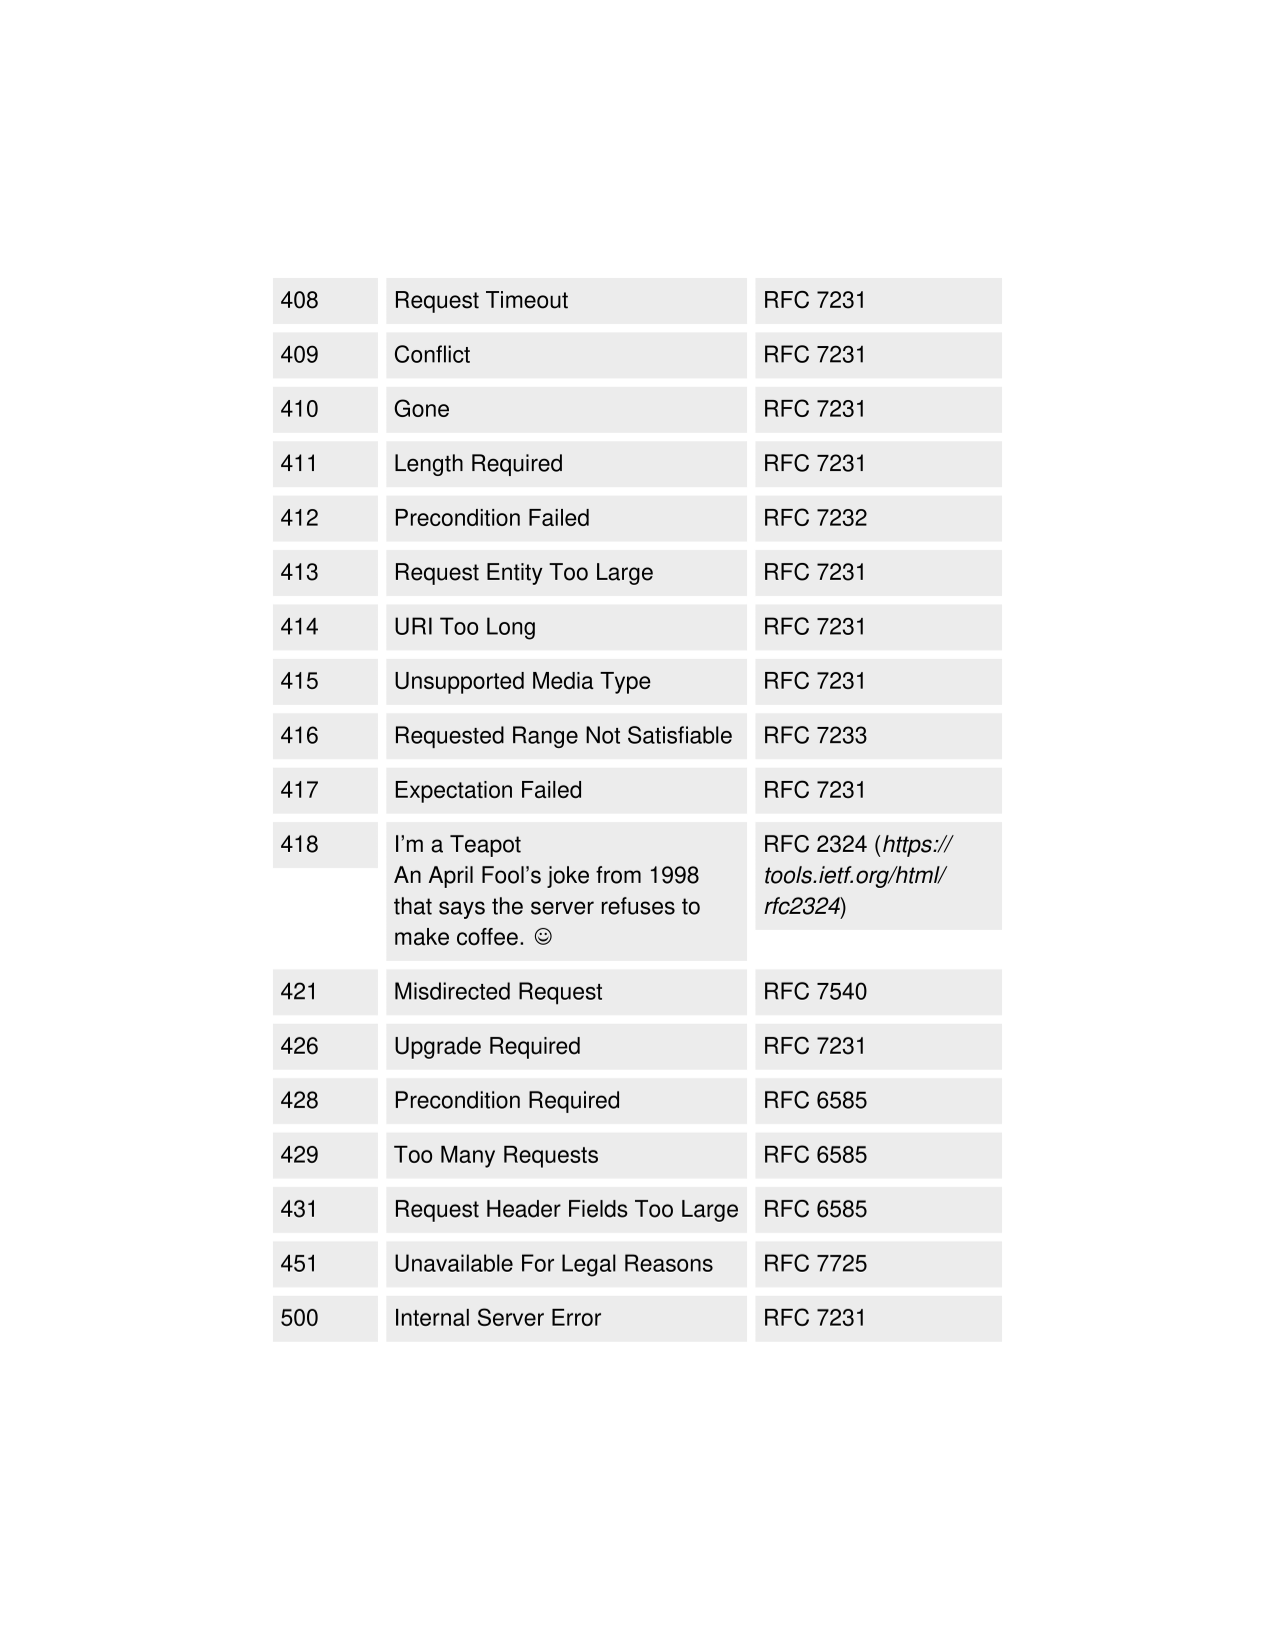 408 Request Timeout RFC 7231
409 Conflict RFC 7231
410 Gone RFC 7231
411 Length Required RFC 7231
412 Precondition Failed RFC 7232
413 Request Entity Too Large RFC 7231
414 URI Too Long RFC 7231
415 Unsupported Media Type RFC 7231
416 Requested Range Not Satisfiable RFC 7233
417 Expectation Failed RFC 7231
418 I’m a Teapot RFC 2324 (https://
An April Fool’s joke from 1998 tools.ietf.org/html/
that says the server refuses to rfc2324)
make coffee. ☺
421 Misdirected Request RFC 7540
426 Upgrade Required RFC 7231
428 Precondition Required RFC 6585
429 Too Many Requests RFC 6585
431 Request Header Fields Too Large RFC 6585
451 Unavailable For Legal Reasons RFC 7725
500 Internal Server Error RFC 7231